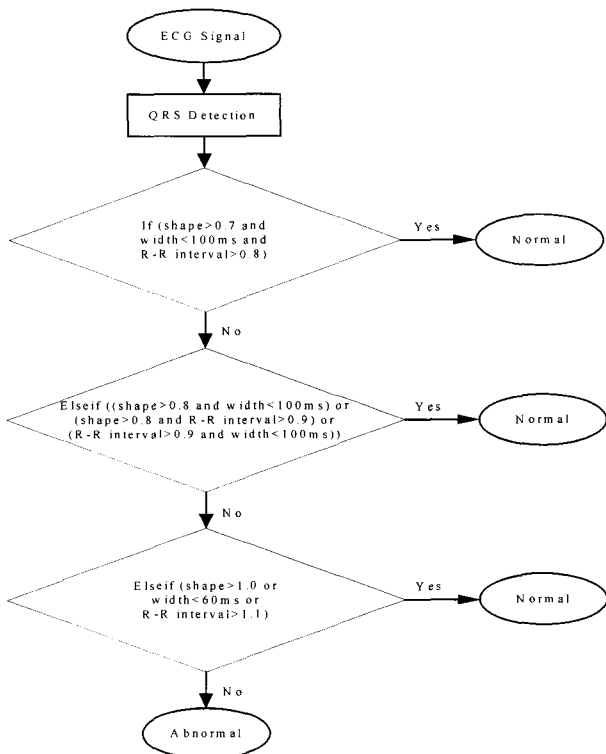 ECG Signal
QRS Detection
If (shape>0.7 and
width<100ms and
R-R interval>0.8)
Yes
Normal
No
Elseif ((shape>0.8 and width<100ms) or
(shape>0.8 and R-R interval>0.9) or
(R-R interval>0.9 and width<100ms))
Yes
Normal
No
Elseif (shape>1.0 or
width<60ms or
R-R interval>1.1)
Yes
Normal
No
Abnormal